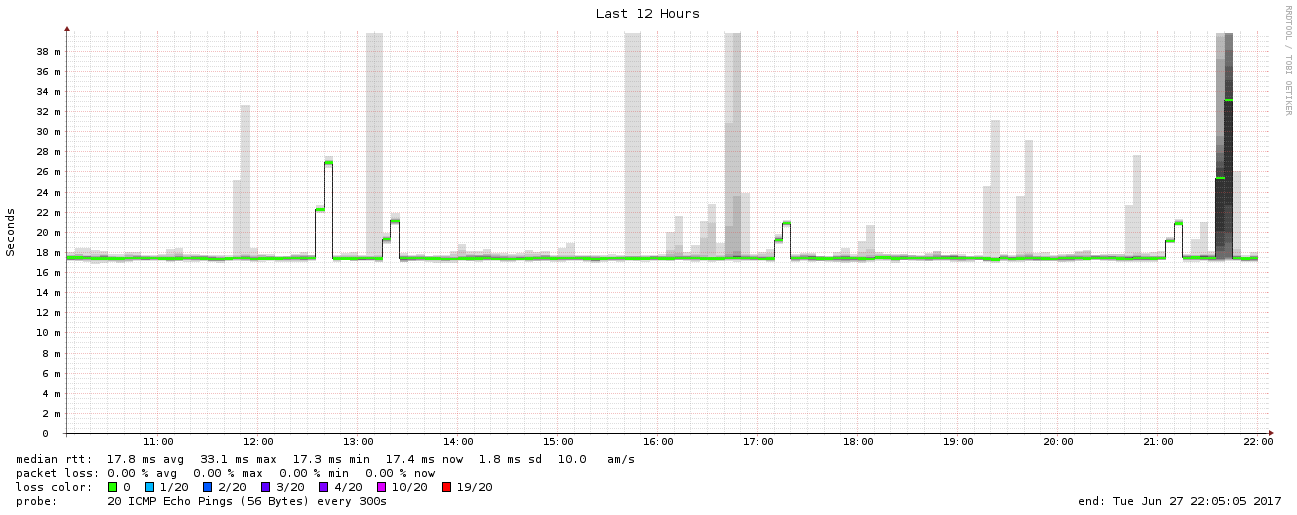 Last 12 Hours
RRDTOOL / TOBI OETIKER
Seconds
38 m
36 m
34 m
32 m
30 m
28 m
26 m
24 m
22 m
20 m
18 m
16 m
14 m
12 m
10 m
8 m
6 m
4 m
2 m
0
11:00 12:00 13:00 14:00 15:00 16:00 17:00 18:00 19:00 20:00 21:00 22:00
median rtt: 17.8 ms avg 33.1 ms max 17.3 ms min 17.4 ms now 1.8 ms sd 10.0 am/s
packet loss: 0.00 % avg 0.00 % max 0.00 % min 0.00 % now
loss color: 0 1/20 2/20 3/20 4/20 10/20 19/20
probe: 20 ICMP Echo Pings (56 Bytes) every 300s end: Tue Jun 27 22:05:05 2017